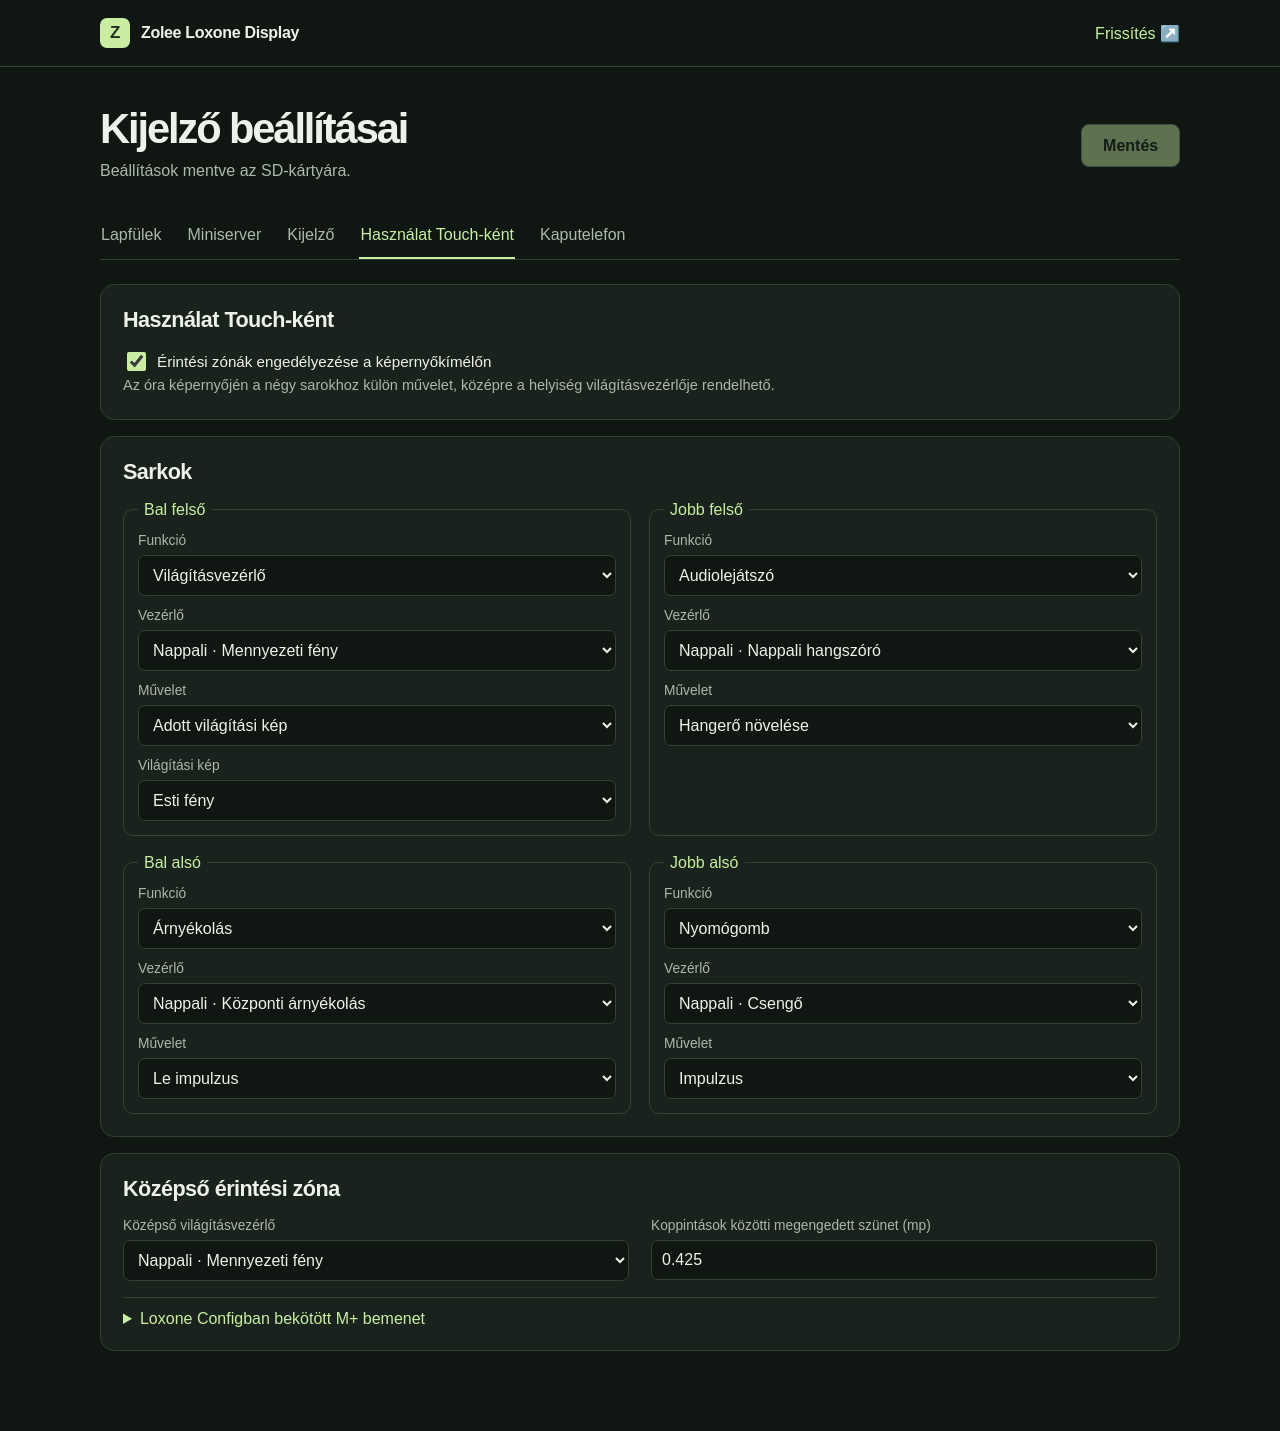 Z Zolee Loxone Display
Frissítés ↗
Kijelző beállításai
Beállítások mentve az SD-kártyára.
Mentés
Lapfülek Miniserver Kijelző Használat Touch-ként Kaputelefon
Használat Touch-ként
Érintési zónák engedélyezése a képernyőkímélőn
Az óra képernyőjén a négy sarokhoz külön művelet, középre a helyiség világításvezérlője rendelhető.
Sarkok
Bal felső
Funkció
Világításvezérlő
Vezérlő
Nappali · Mennyezeti fény
Művelet
Adott világítási kép
Világítási kép
Esti fény
Jobb felső
Funkció
Audiolejátszó
Vezérlő
Nappali · Nappali hangszóró
Művelet
Hangerő növelése
Bal alsó
Funkció
Árnyékolás
Vezérlő
Nappali · Központi árnyékolás
Művelet
Le impulzus
Jobb alsó
Funkció
Nyomógomb
Vezérlő
Nappali · Csengő
Művelet
Impulzus
Középső érintési zóna
Középső világításvezérlő
Nappali · Mennyezeti fény
Koppintások közötti megengedett szünet (mp)
0.425
Loxone Configban bekötött M+ bemenet